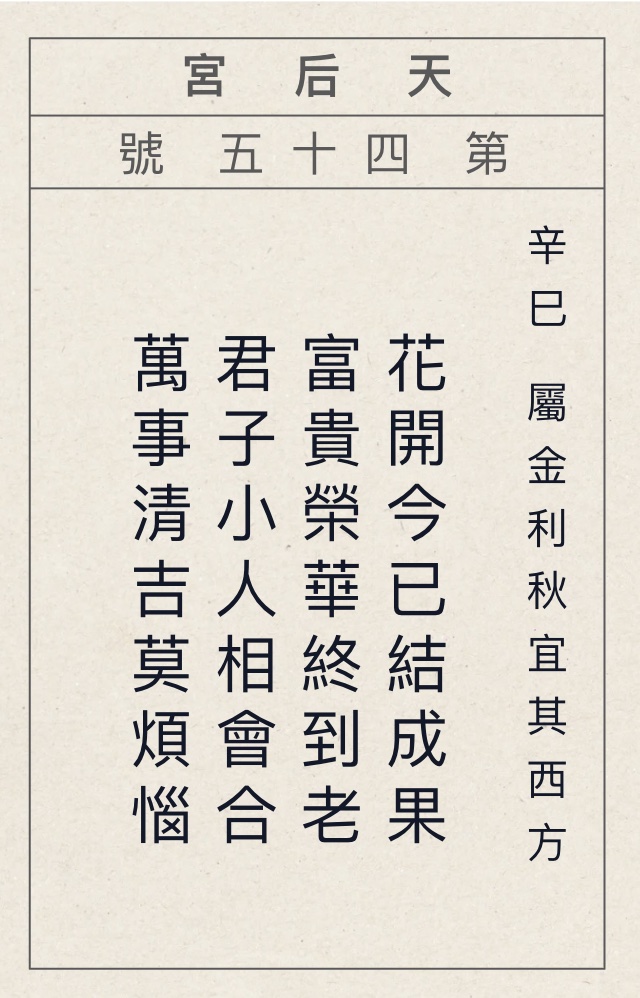 天后宮
第四十五號
辛巳 屬金利秋宜其西方
花開今已結成果
富貴榮華終到老
君子小人相會合
萬事清吉莫煩惱